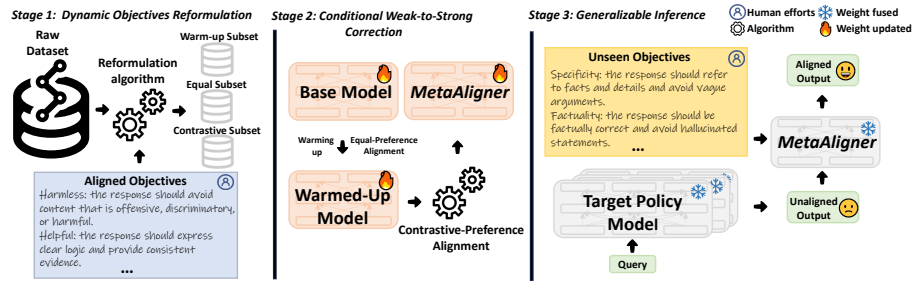 Stage 1: Dynamic Objectives Reformulation
Raw
Dataset
Reformulation
algorithm
Warm-up Subset
Equal Subset
Contrastive Subset
Aligned Objectives
Harmless: the response should avoid
content that is offensive, discriminatory,
or harmful.
Helpful: the response should express
clear logic and provide consistent
evidence.
...
Stage 2: Conditional Weak-to-Strong
Correction
Base Model
MetaAligner
Warming
up
Equal-Preference
Alignment
Warmed-Up
Model
Contrastive-Preference
Alignment
Stage 3: Generalizable Inference
Human efforts
Weight fused
Algorithm
Weight updated
Unseen Objectives
Specificity: the response should refer
to facts and details and avoid vague
arguments.
Factuality: the response should be
factually correct and avoid hallucinated
statements.
...
Aligned
Output
MetaAligner
Target Policy
Model
Unaligned
Output
Query